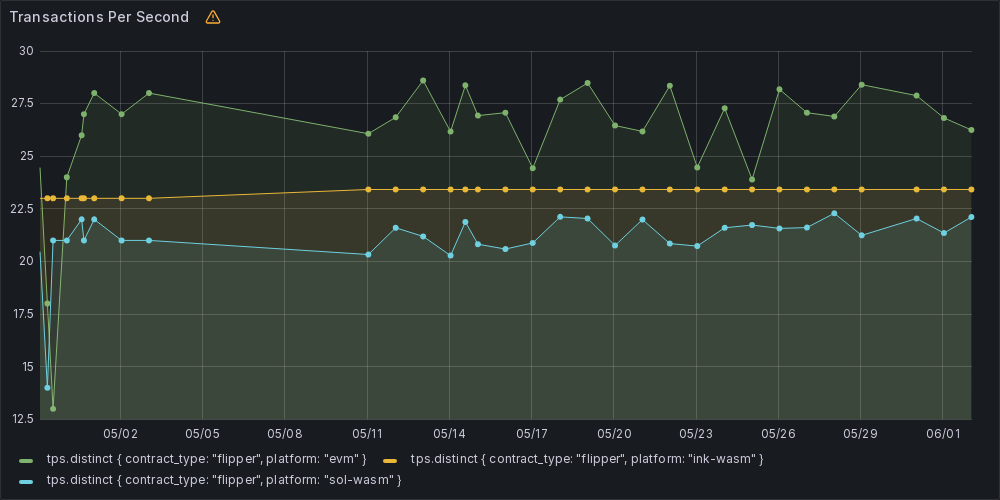 Transactions Per Second
30
27.5
25
22.5
20
17.5
15
12.5
05/02 05/05 05/08 05/11 05/14 05/17 05/20 05/23 05/26 05/29 06/01
tps.distinct { contract_type: "flipper", platform: "evm" } tps.distinct { contract_type: "flipper", platform: "ink-wasm" }
tps.distinct { contract_type: "flipper", platform: "sol-wasm" }